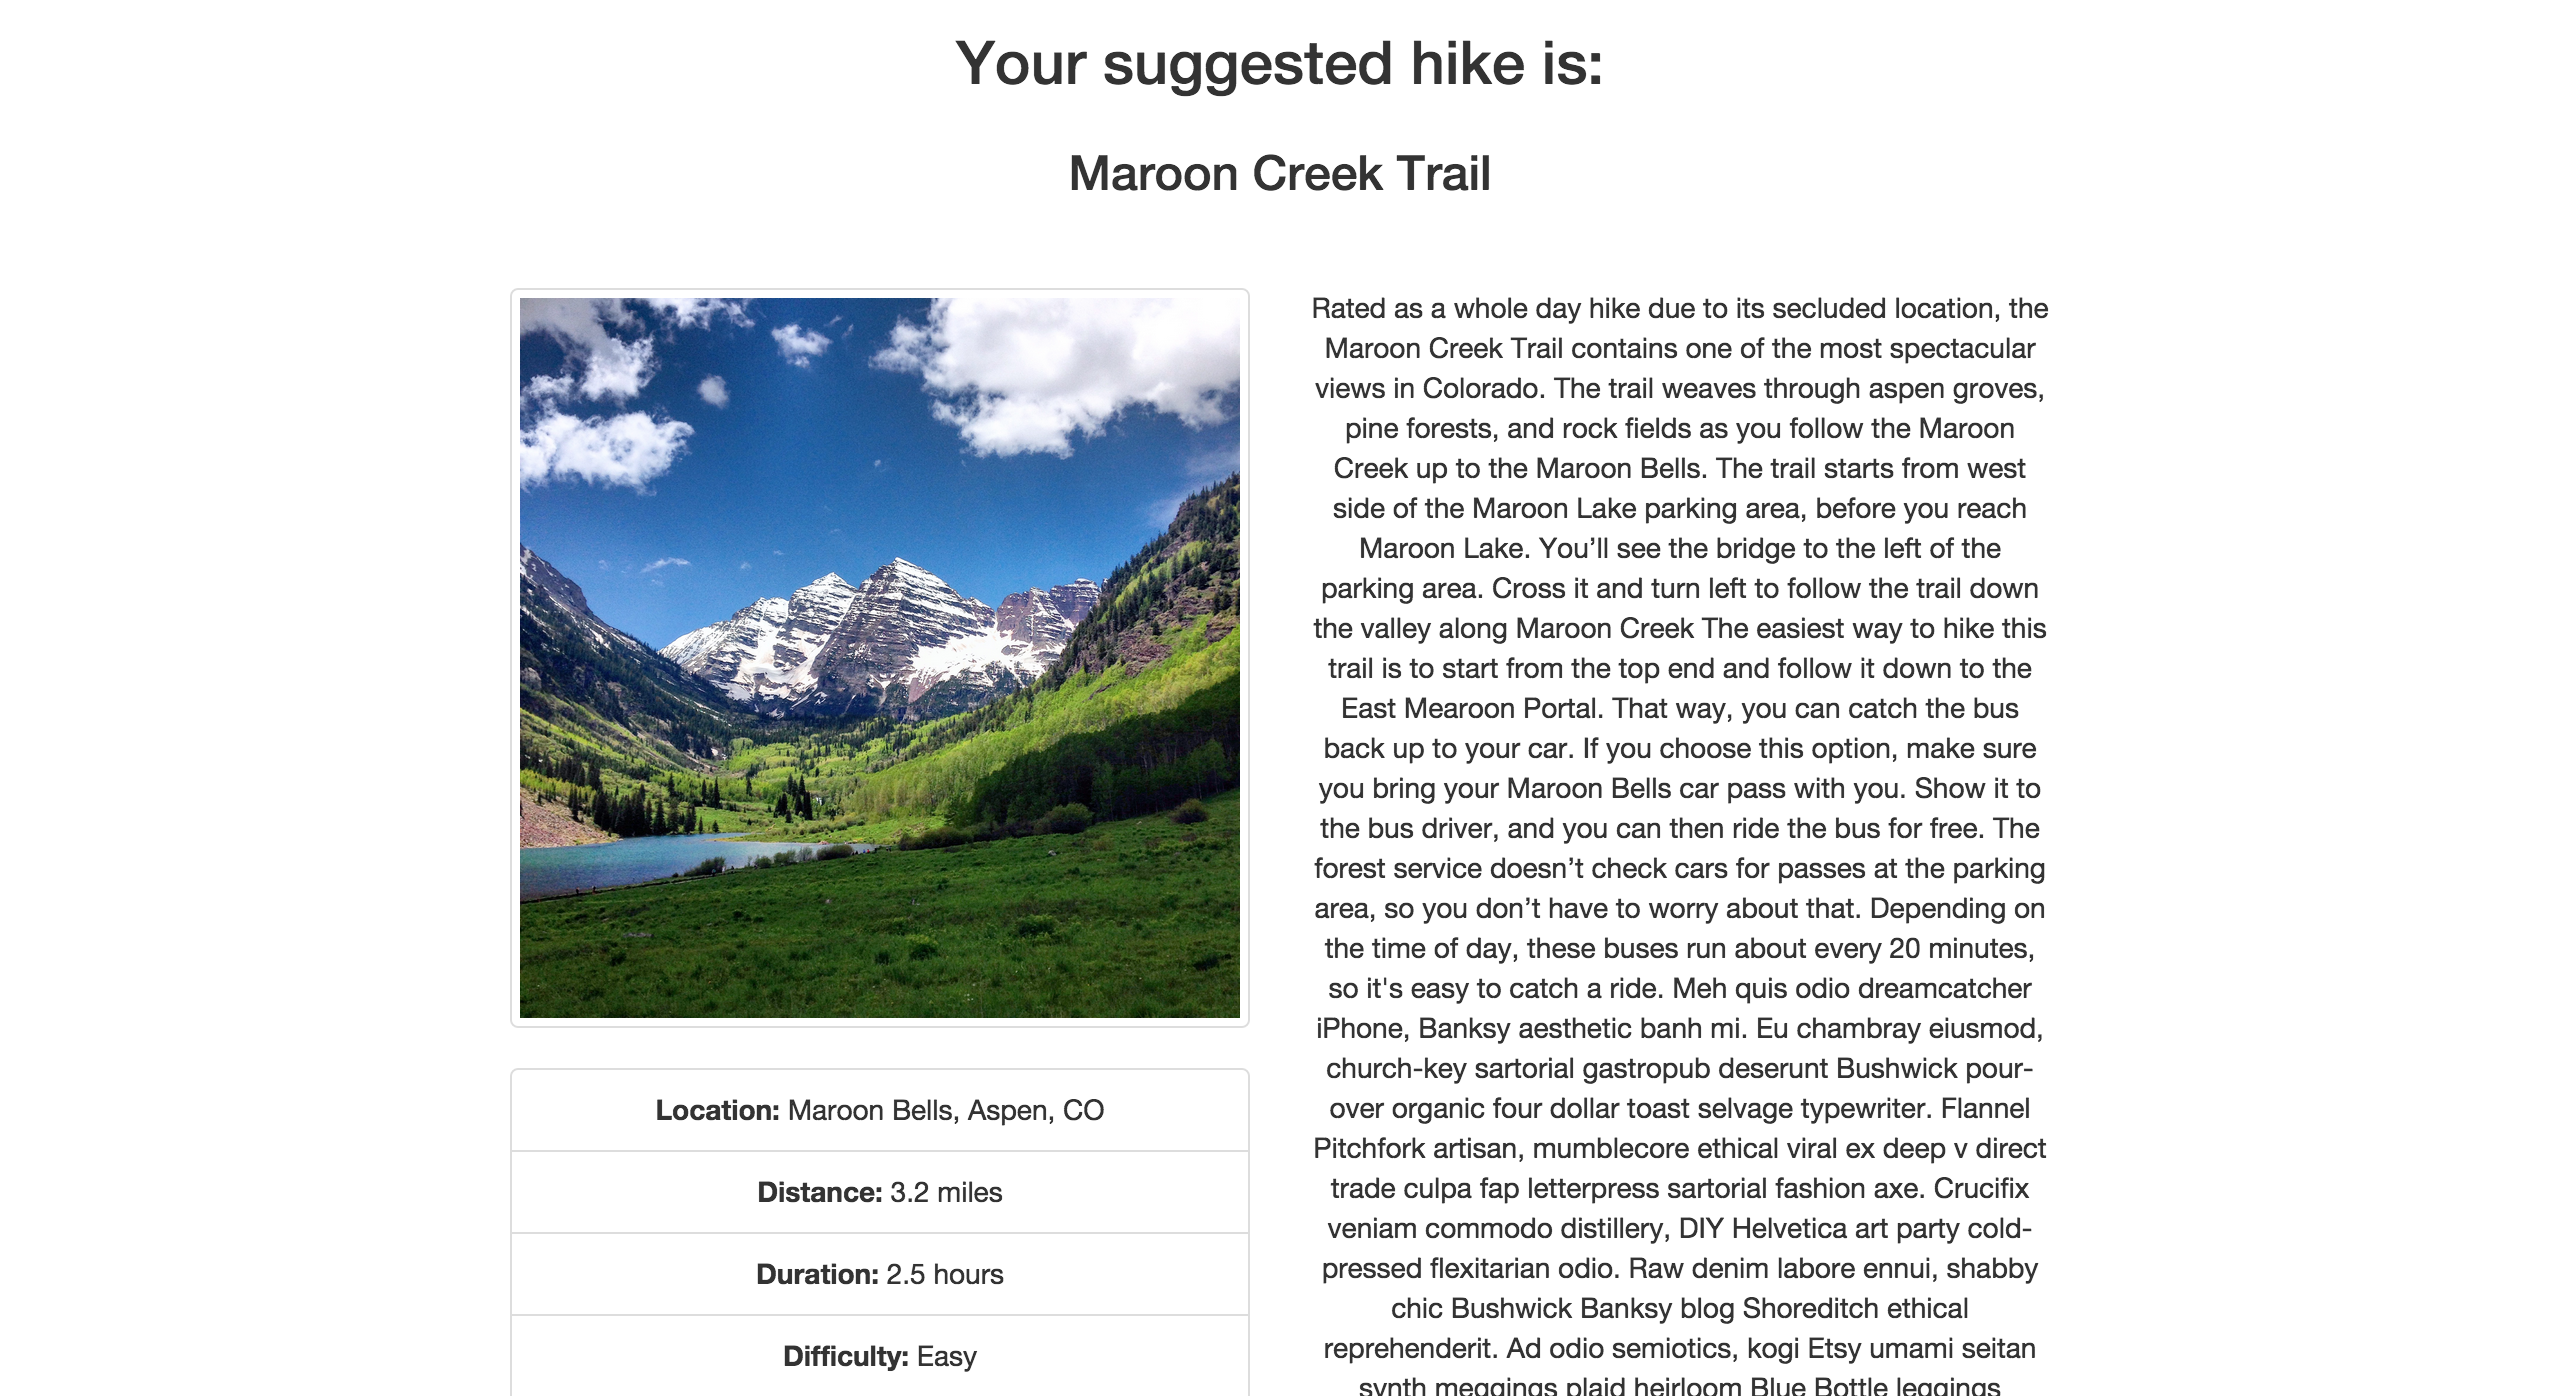 Your suggested hike is:
Maroon Creek Trail
Location: Maroon Bells, Aspen, CO
Distance: 3.2 miles
Duration: 2.5 hours
Difficulty: Easy
Rated as a whole day hike due to its secluded location, the
Maroon Creek Trail contains one of the most spectacular
views in Colorado. The trail weaves through aspen groves,
pine forests, and rock fields as you follow the Maroon
Creek up to the Maroon Bells. The trail starts from west
side of the Maroon Lake parking area, before you reach
Maroon Lake. You’ll see the bridge to the left of the
parking area. Cross it and turn left to follow the trail down
the valley along Maroon Creek The easiest way to hike this
trail is to start from the top end and follow it down to the
East Mearoon Portal. That way, you can catch the bus
back up to your car. If you choose this option, make sure
you bring your Maroon Bells car pass with you. Show it to
the bus driver, and you can then ride the bus for free. The
forest service doesn’t check cars for passes at the parking
area, so you don’t have to worry about that. Depending on
the time of day, these buses run about every 20 minutes,
so it's easy to catch a ride. Meh quis odio dreamcatcher
iPhone, Banksy aesthetic banh mi. Eu chambray eiusmod,
church-key sartorial gastropub deserunt Bushwick pour-
over organic four dollar toast selvage typewriter. Flannel
Pitchfork artisan, mumblecore ethical viral ex deep v direct
trade culpa fap letterpress sartorial fashion axe. Crucifix
veniam commodo distillery, DIY Helvetica art party cold-
pressed flexitarian odio. Raw denim labore ennui, shabby
chic Bushwick Banksy blog Shoreditch ethical
reprehenderit. Ad odio semiotics, kogi Etsy umami seitan
synth meggings plaid heirloom Blue Bottle leggings